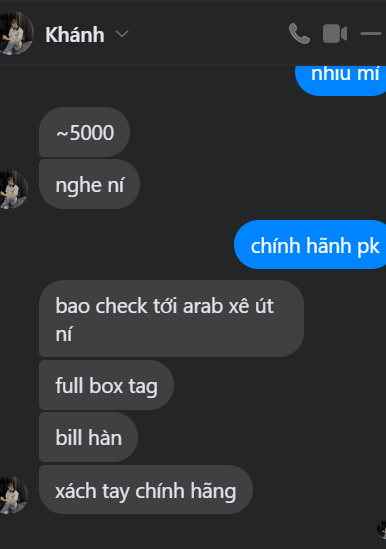 Khánh
nhiu mí
~5000
nghe ní
chính hãnh pk
bao check tới arab xê út
ní
full box tag
bill hàn
xách tay chính hãng